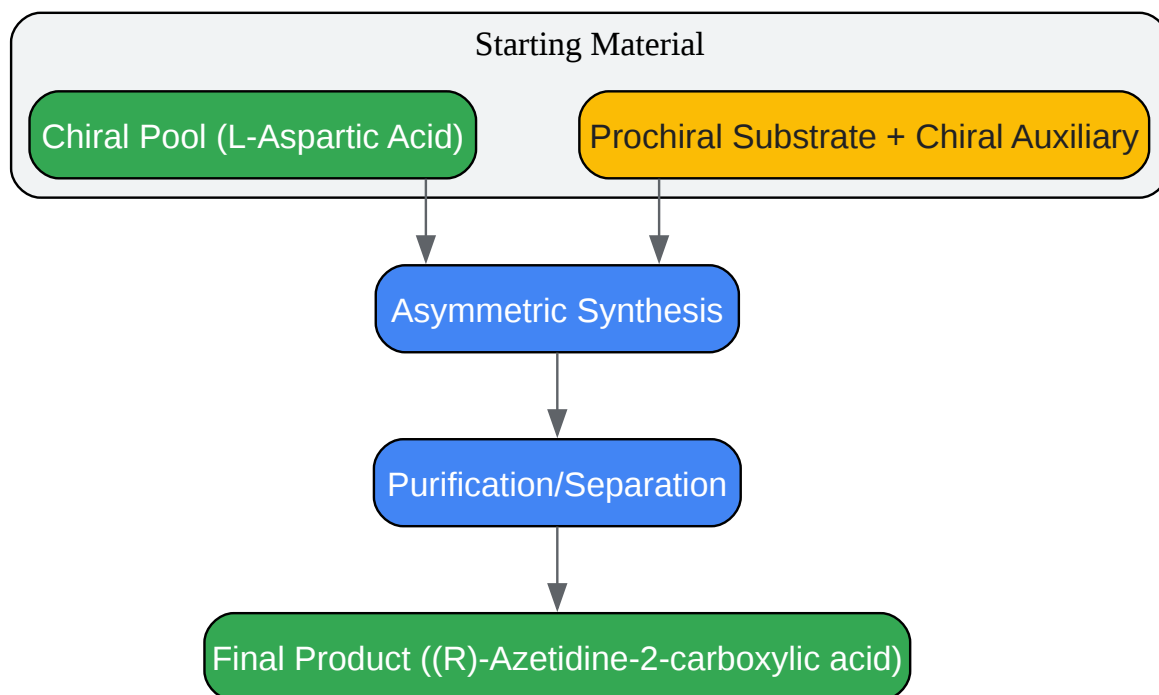 Starting Material
Chiral Pool (L-Aspartic Acid)
Prochiral Substrate + Chiral Auxiliary
Asymmetric Synthesis
Purification/Separation
Final Product ((R)-Azetidine-2-carboxylic acid)